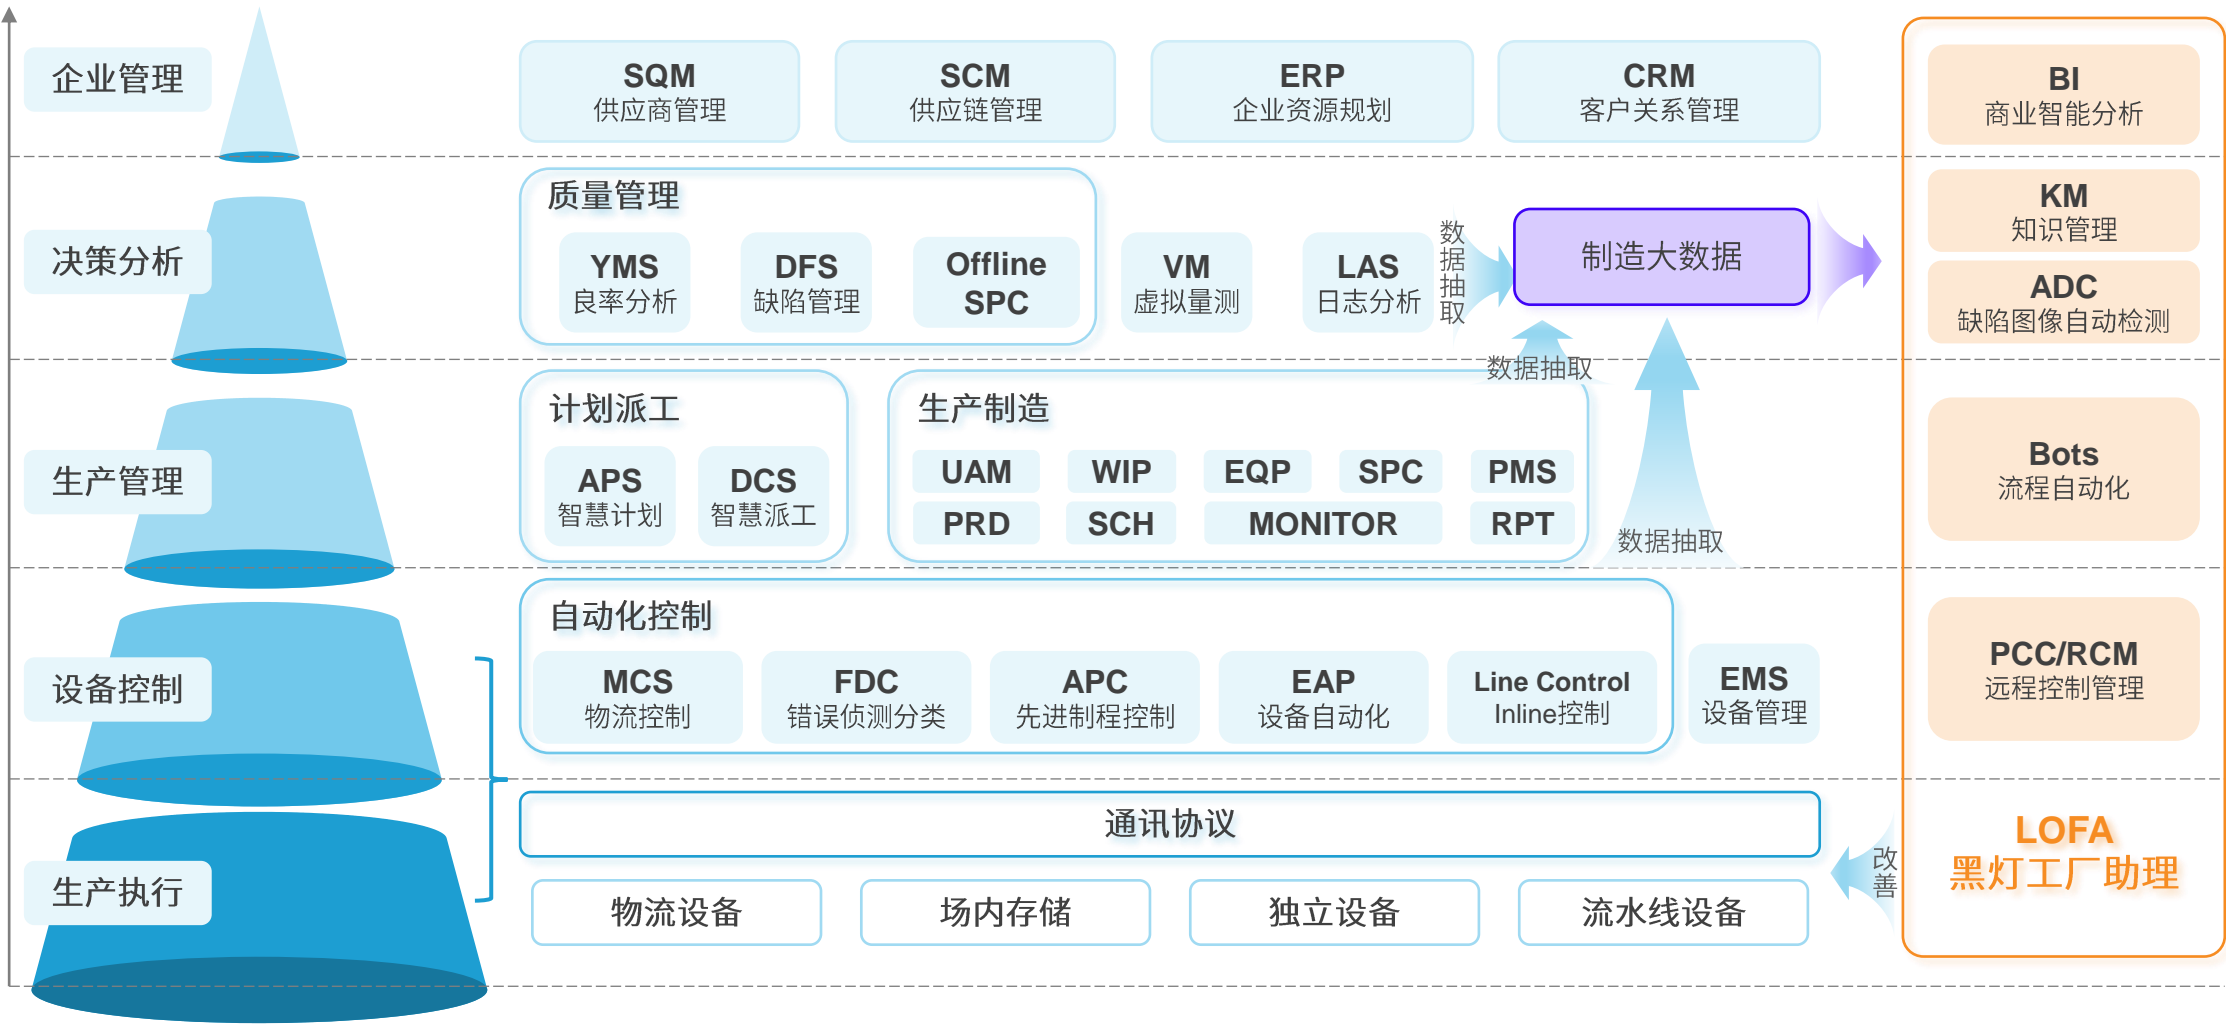 企业管理
SQM
供应商管理
SCM
供应链管理
ERP
企业资源规划
CRM
客户关系管理
BI
商业智能分析
决策分析
质量管理
YMS
良率分析
DFS
缺陷管理
Offline
SPC
VM
虚拟量测
LAS
日志分析
数据抽取
制造大数据
KM
知识管理
ADC
缺陷图像自动检测
数据抽取
生产管理
计划派工
APS
智慧计划
DCS
智慧派工
生产制造
UAM
WIP
EQP
SPC
PMS
PRD
SCH
MONITOR
RPT
数据抽取
Bots
流程自动化
设备控制
自动化控制
MCS
物流控制
FDC
错误侦测分类
APC
先进制程控制
EAP
设备自动化
Line Control
Inline控制
EMS
设备管理
PCC/RCM
远程控制管理
生产执行
通讯协议
物流设备
场内存储
独立设备
流水线设备
改善
LOFA
黑灯工厂助理